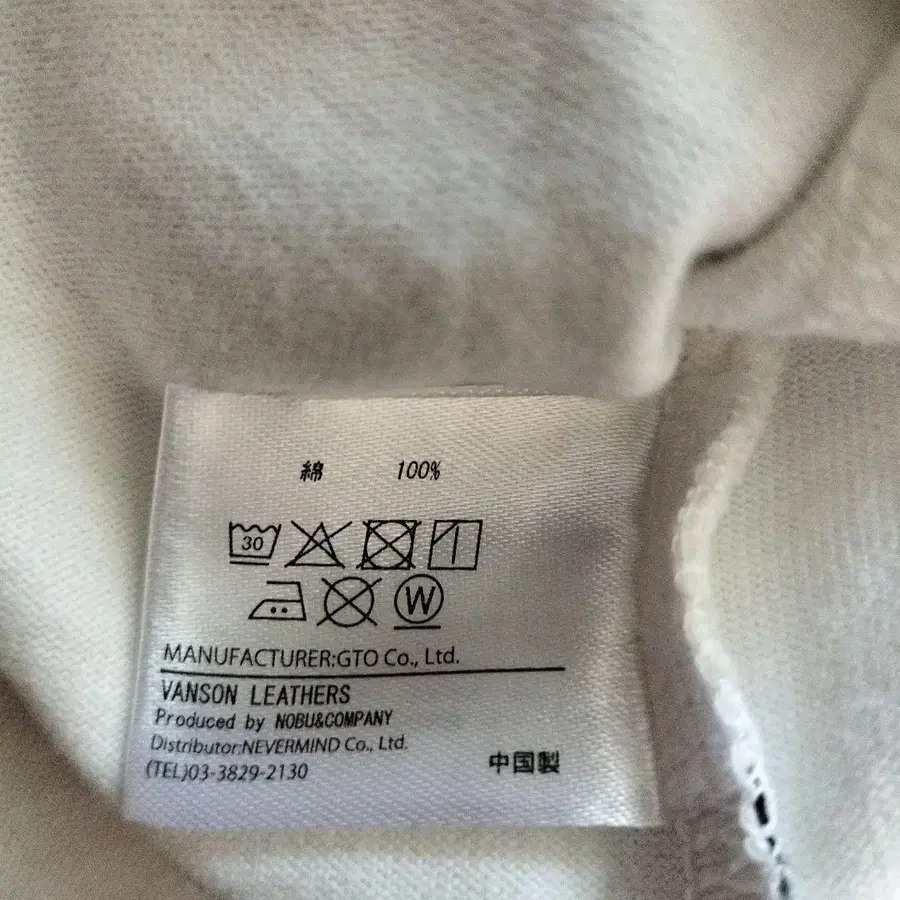 綿 100%
30
W
MANUFACTURER:GTO Co., Ltd.
VANSON LEATHERS
Produced by NOBU&COMPANY
Distributor:NEVERMIND Co., Ltd.
(TEL)03-3829-2130
中国製